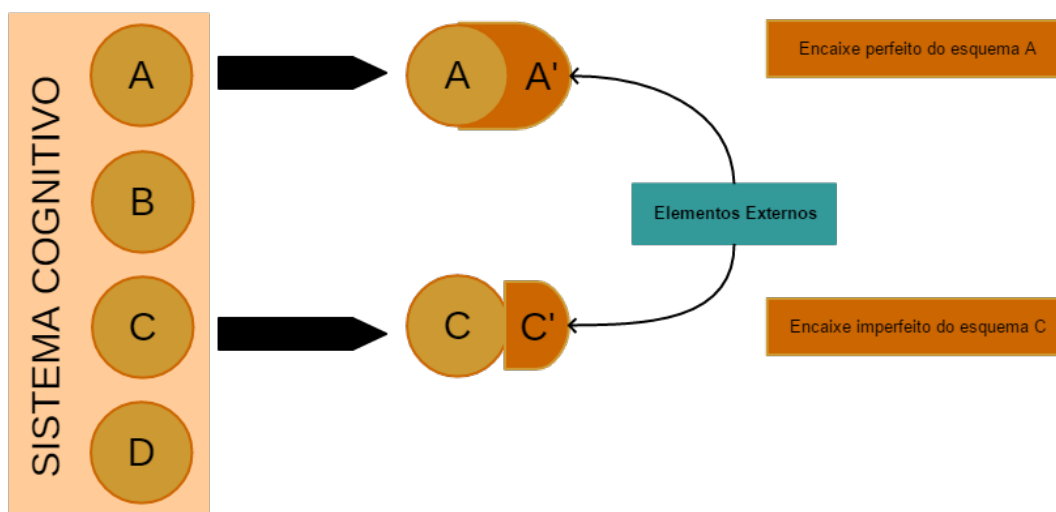 SISTEMA COGNITIVO
A
B
C
D
A
A'
C
C'
Elementos Externos
Encaixe perfeito do esquema A
Encaixe imperfeito do esquema C